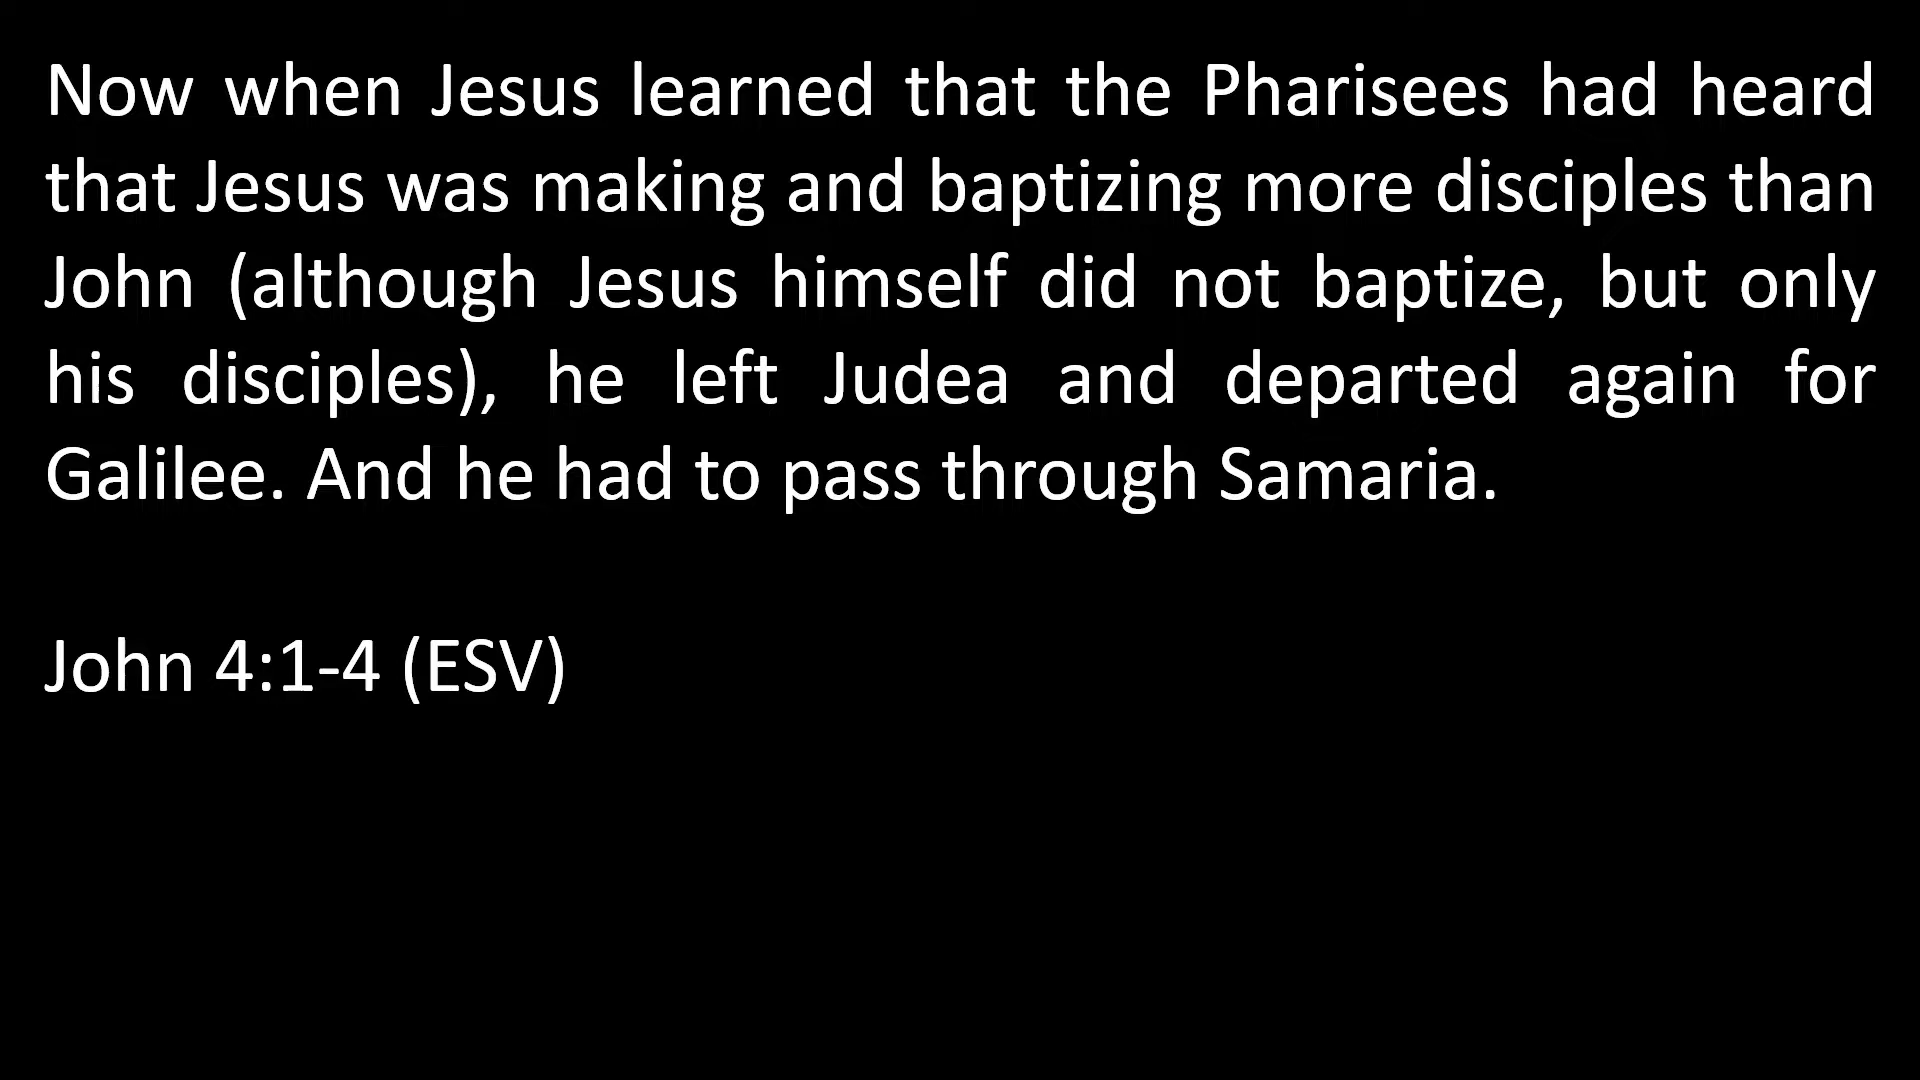 Now when Jesus learned that the Pharisees had heard
that Jesus was making and baptizing more disciples than
John (although Jesus himself did not baptize, but only
his disciples), he left Judea and departed again for
Galilee. And he had to pass through Samaria.
John 4:1-4 (ESV)